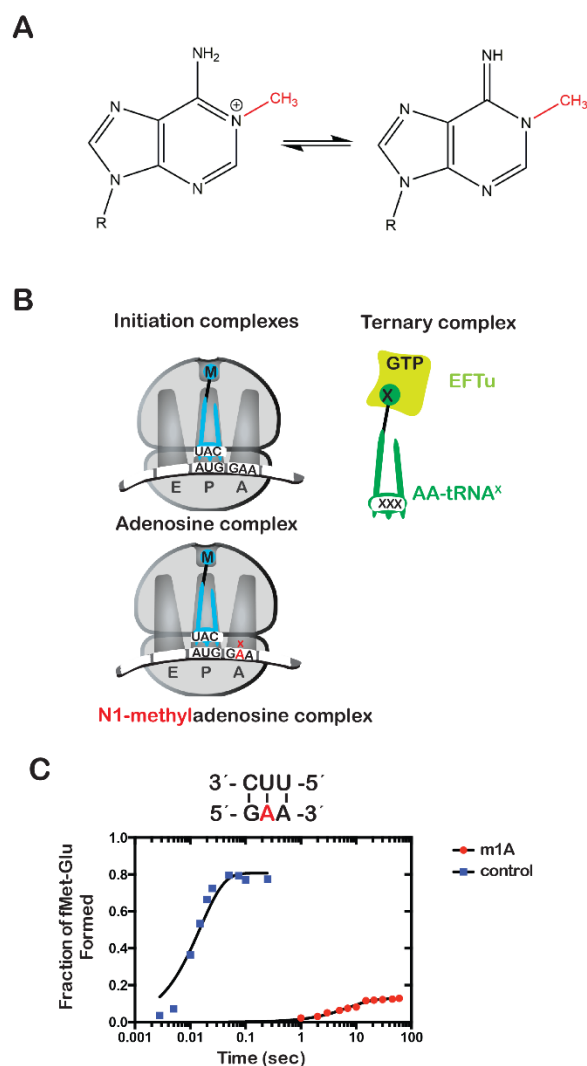 A
NH₂
N
N
N
N
⊕
CH₃
R
NH
N
N
N
N
CH₃
R
B
Initiation complexes
Ternary complex
M
UAC
AUG GAA
E P A
Adenosine complex
GTP
X
EFTu
AA-tRNAˣ
XXX
M
UAC
x
AUG GAA
E P A
N1-methyladenosine complex
C
3´- CUU -5´
5´- GAA -3´
Fraction of fMet-Glu
Formed
1.0
0.8
0.6
0.4
0.2
0.0
0.001 0.01 0.1 1 10 100
Time (sec)
m1A
control